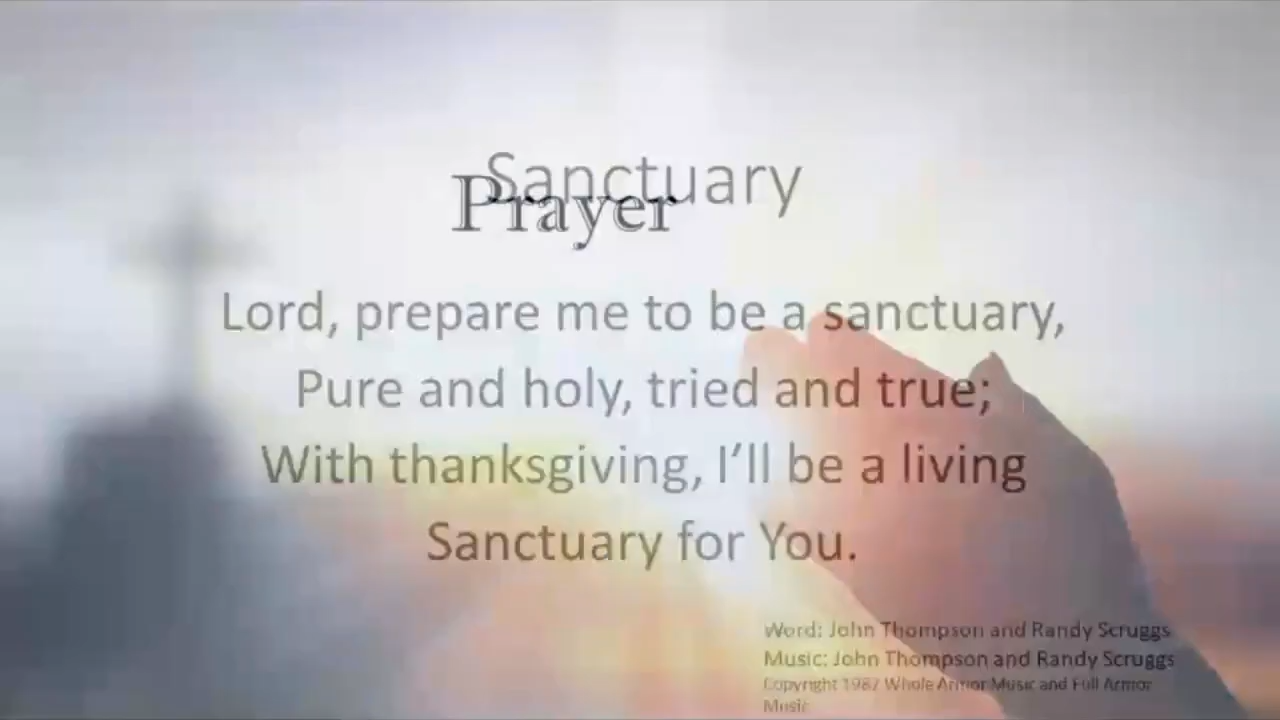 Sanctuary
Prayer
Lord, prepare me to be a sanctuary,
Pure and holy, tried and true;
With thanksgiving, I’ll be a living
Sanctuary for You.
Word: John Thompson and Randy Scruggs
Music: John Thompson and Randy Scruggs
Copyright 1982 Whole Armor Music and Full Armor
Music